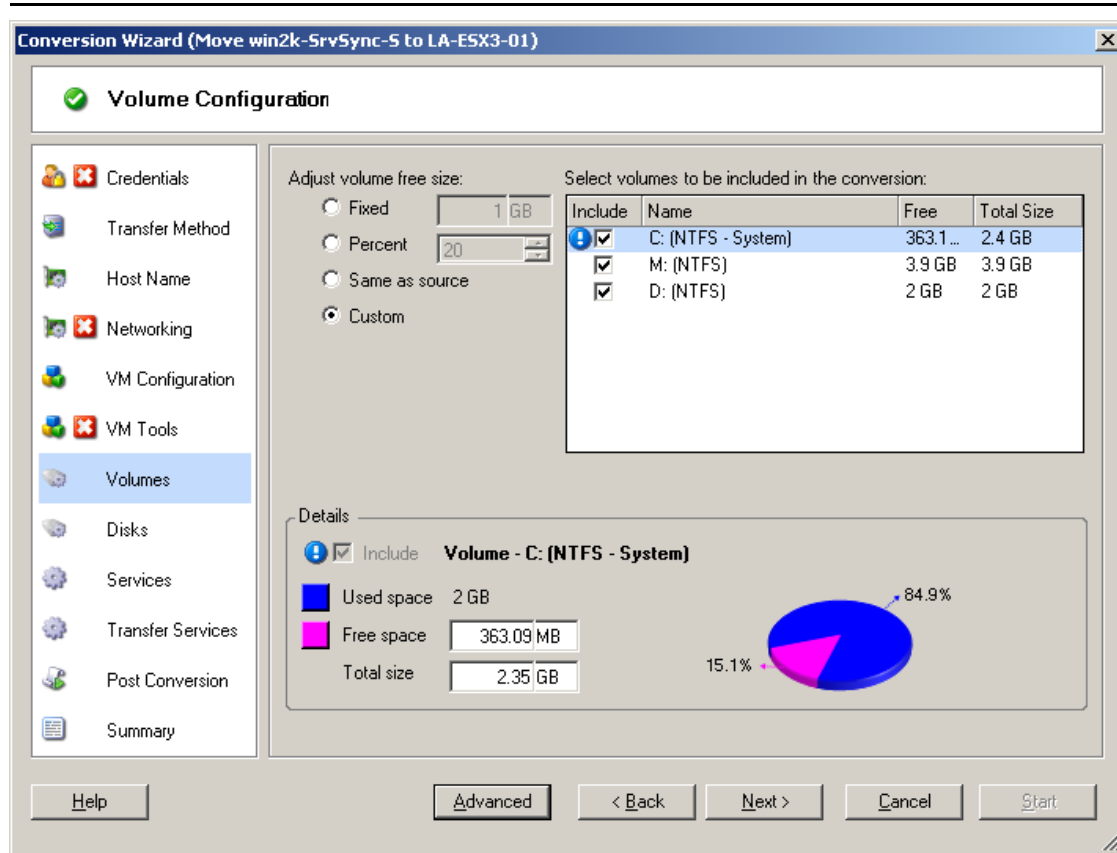 Conversion Wizard (Move win2k-SrvSync-S to LA-ESX3-01)
Volume Configuration
Credentials
Transfer Method
Host Name
Networking
VM Configuration
VM Tools
Volumes
Disks
Services
Transfer Services
Post Conversion
Summary
Adjust volume free size:
Fixed 1 GB
Percent 20
Same as source
Custom
Select volumes to be included in the conversion:
Include Name Free Total Size
C: (NTFS - System) 363.1... 2.4 GB
M: (NTFS) 3.9 GB 3.9 GB
D: (NTFS) 2 GB 2 GB
Details
Include Volume - C: (NTFS - System)
Used space 2 GB
Free space 363.09 MB
Total size 2.35 GB
84.9%
15.1%
Help Advanced < Back Next > Cancel Start